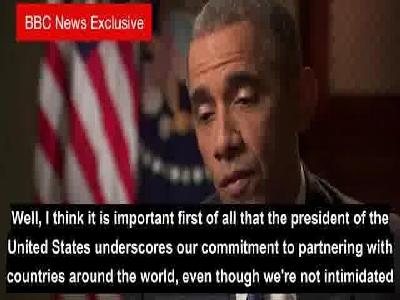 BBC News Exclusive
Well, I think it is important first of all that the president of the
United States underscores our commitment to partnering with
countries around the world, even though we're not intimidated